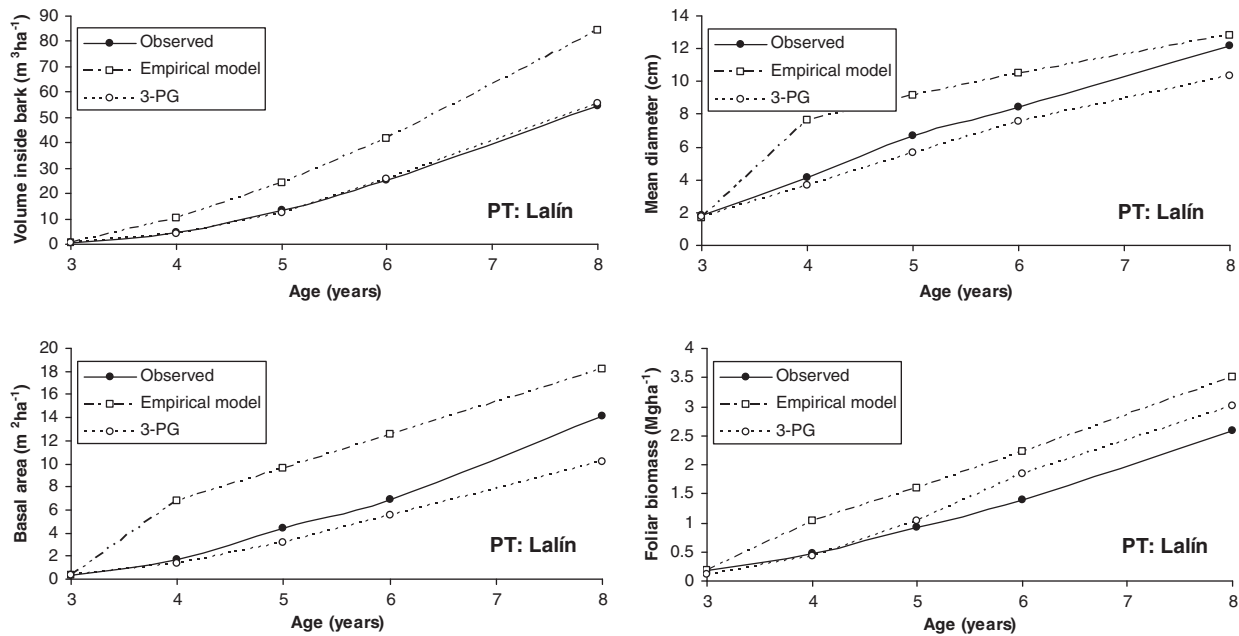 Volume inside bark (m³ha⁻¹)
90
80
70
60
50
40
30
20
10
0
Observed
Empirical model
3-PG
PT: Lalín
3 4 5 6 7 8
Age (years)
Mean diameter (cm)
14
12
10
8
6
4
2
0
Observed
Empirical model
3-PG
PT: Lalín
3 4 5 6 7 8
Age (years)
Basal area (m²ha⁻¹)
20
18
16
14
12
10
8
6
4
2
0
Observed
Empirical model
3-PG
PT: Lalín
3 4 5 6 7 8
Age (years)
Foliar biomass (Mgha⁻¹)
4
3.5
3
2.5
2
1.5
1
0.5
0
Observed
Empirical model
3-PG
PT: Lalín
3 4 5 6 7 8
Age (years)